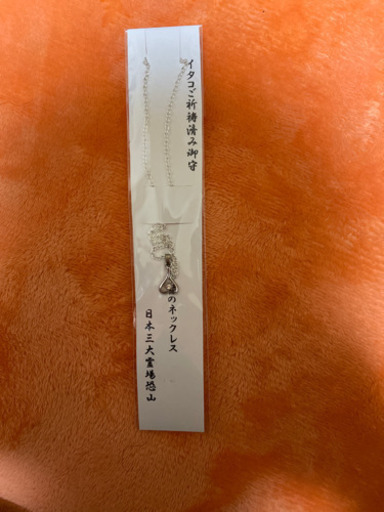 イタコご祈祷済み御守
のネックレス
日本三大霊場恐山